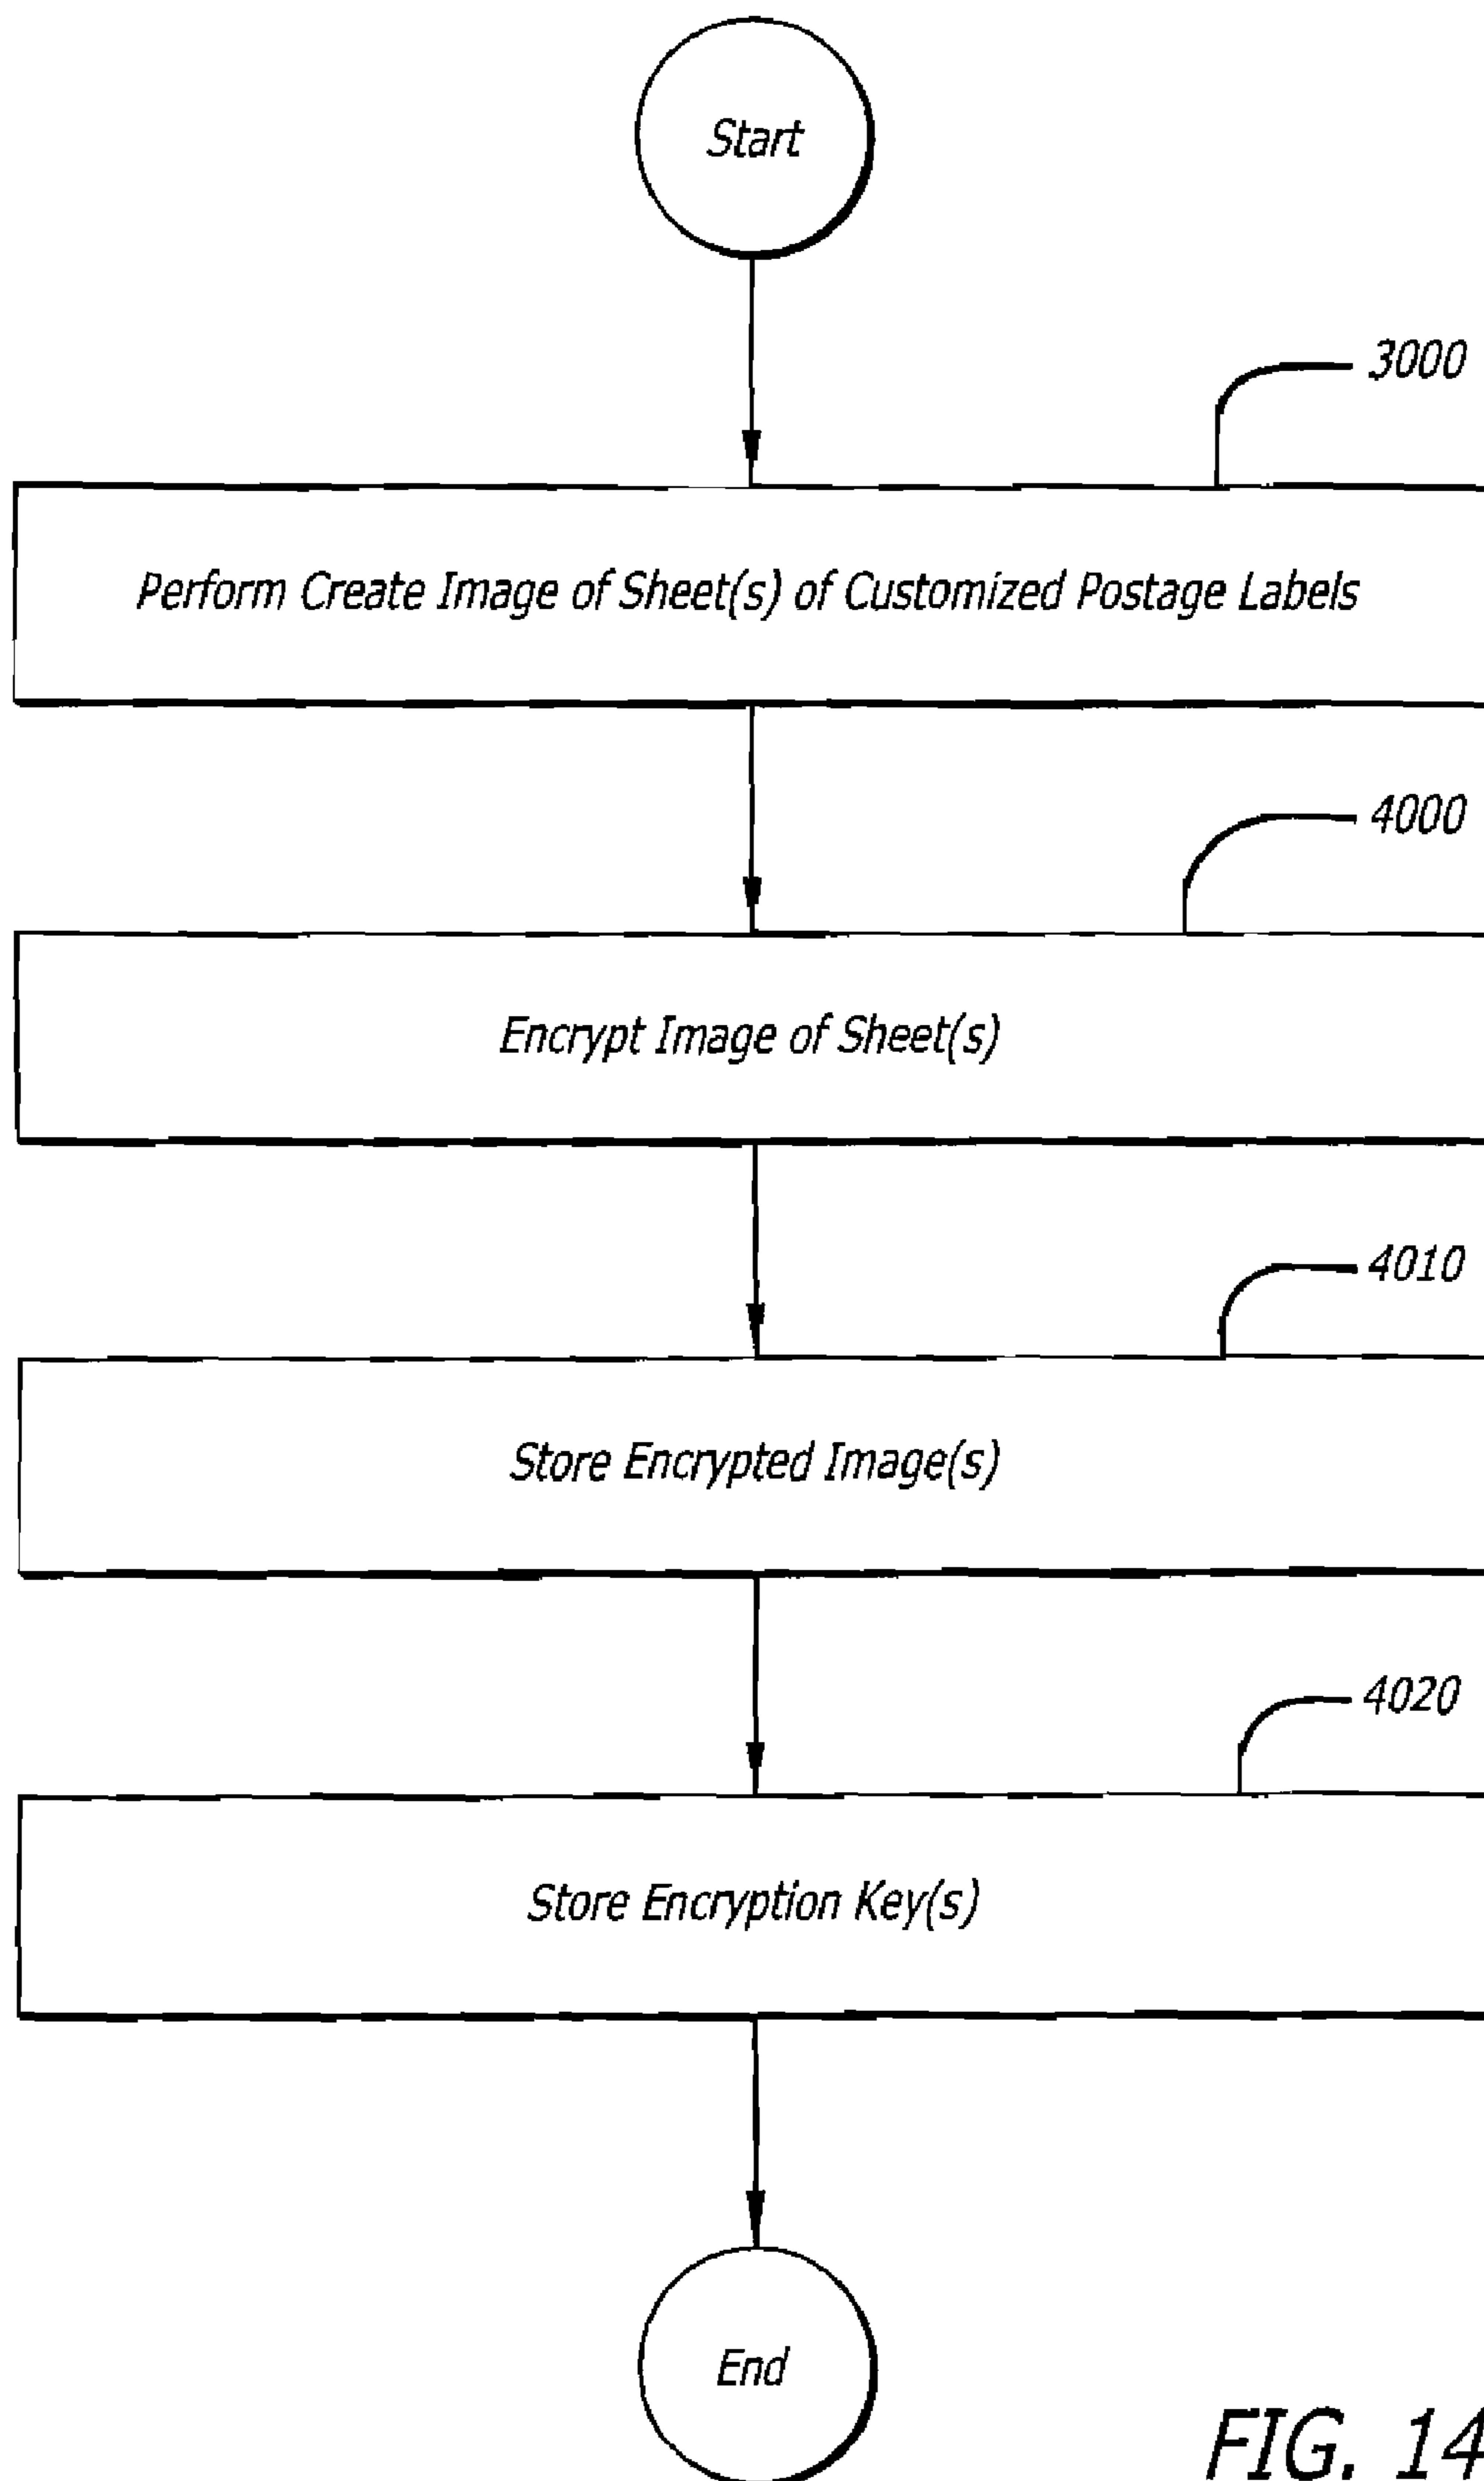 Start
3000
Perform Create Image of Sheet(s) of Customized Postage Labels
4000
Encrypt Image of Sheet(s)
4010
Store Encrypted Image(s)
4020
Store Encryption Key(s)
End
FIG. 14